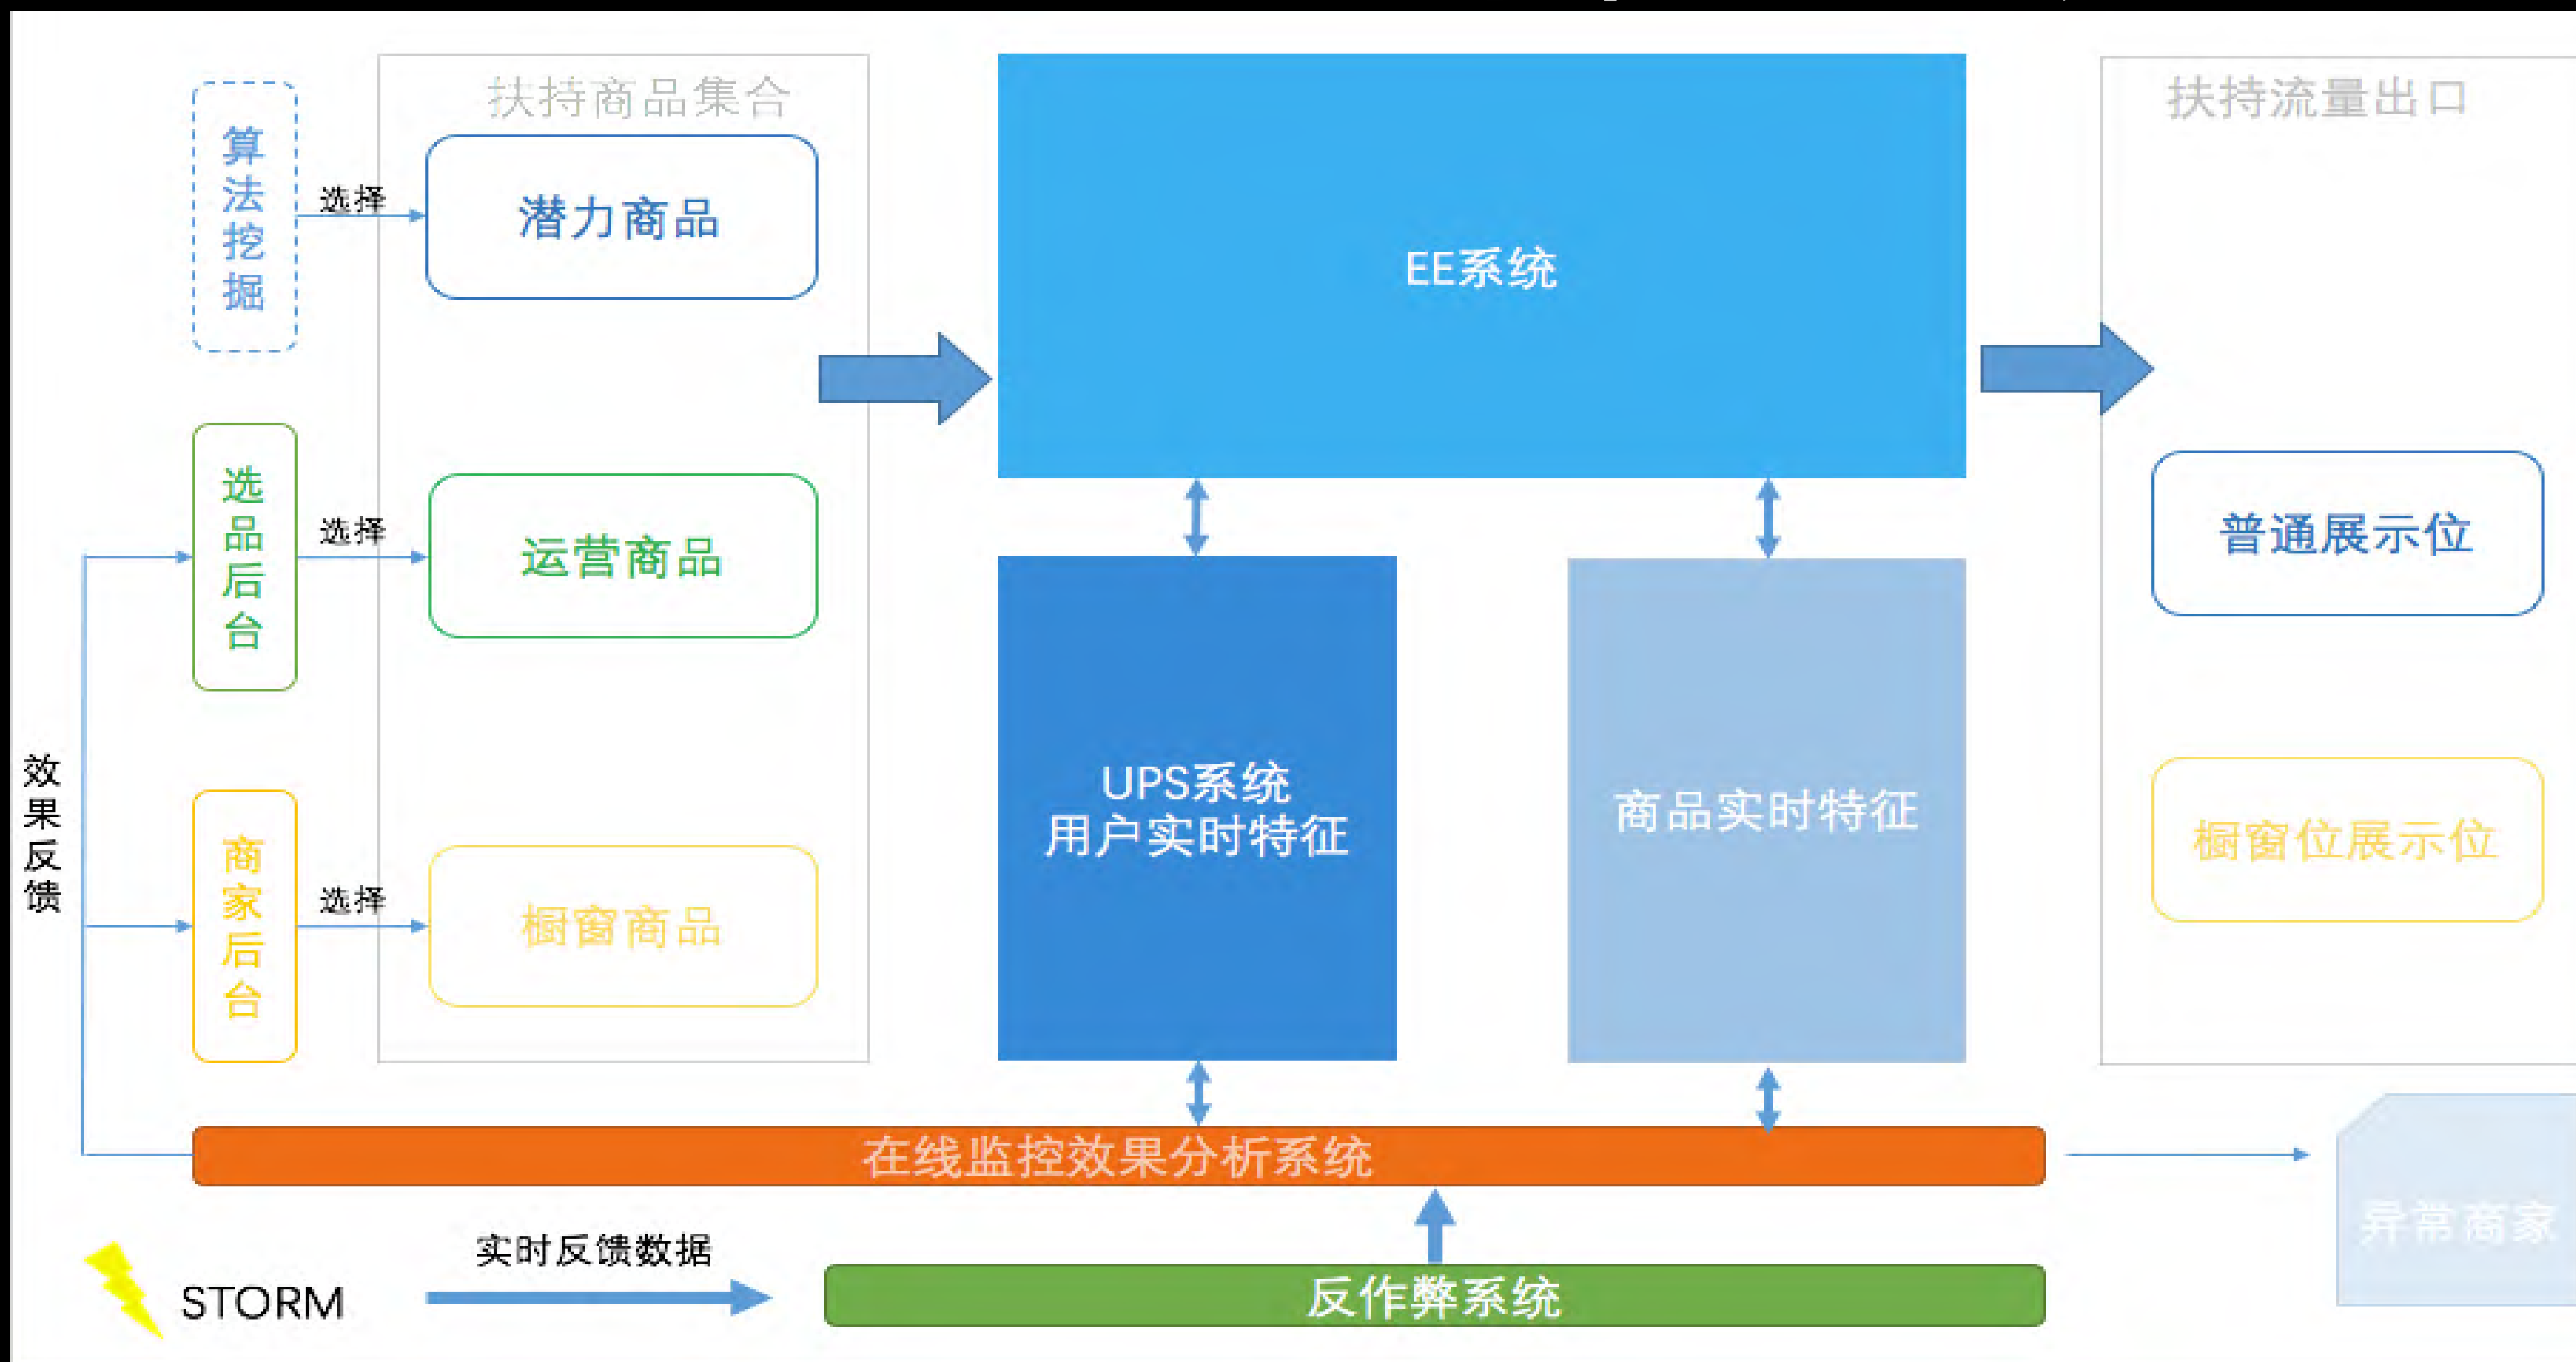 扶持商品集合
扶持流量出口
算法挖掘
选择
潜力商品
EE系统
选品后台
选择
运营商品
普通展示位
效果反馈
商家后台
选择
橱窗商品
UPS系统
用户实时特征
商品实时特征
橱窗位展示位
在线监控效果分析系统
异常商家
STORM
实时反馈数据
反作弊系统